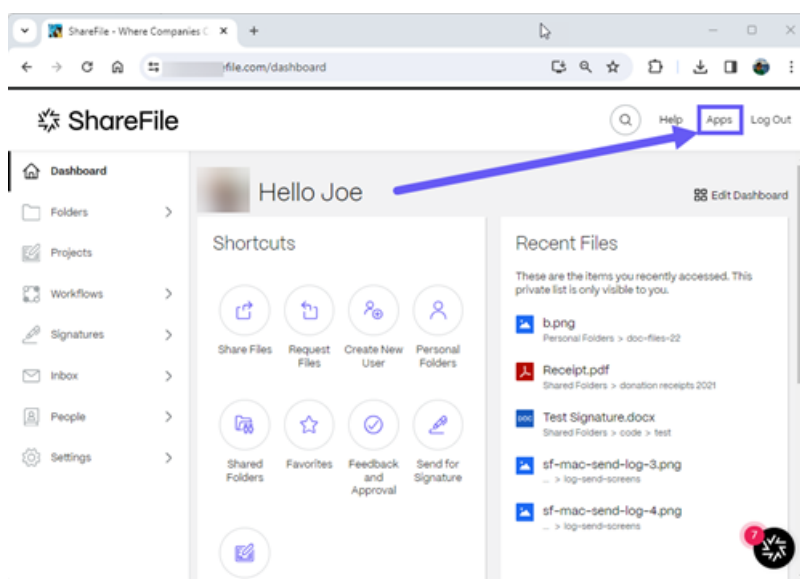 ShareFile - Where Companies C
file.com/dashboard
ShareFile
Help
Apps
Log Out
Dashboard
Folders
Projects
Workflows
Signatures
Inbox
People
Settings
Hello Joe
Edit Dashboard
Shortcuts
Share Files
Request
Files
Create New
User
Personal
Folders
Shared
Folders
Favorites
Feedback
and
Approval
Send for
Signature
Recent Files
These are the items you recently accessed. This
private list is only visible to you.
b.png
Personal Folders > doc-files-22
Receipt.pdf
Shared Folders > donation receipts 2021
DOC
Test Signature.docx
Shared Folders > code > test
sf-mac-send-log-3.png
... > log-send-screens
sf-mac-send-log-4.png
... > log-send-screens
7